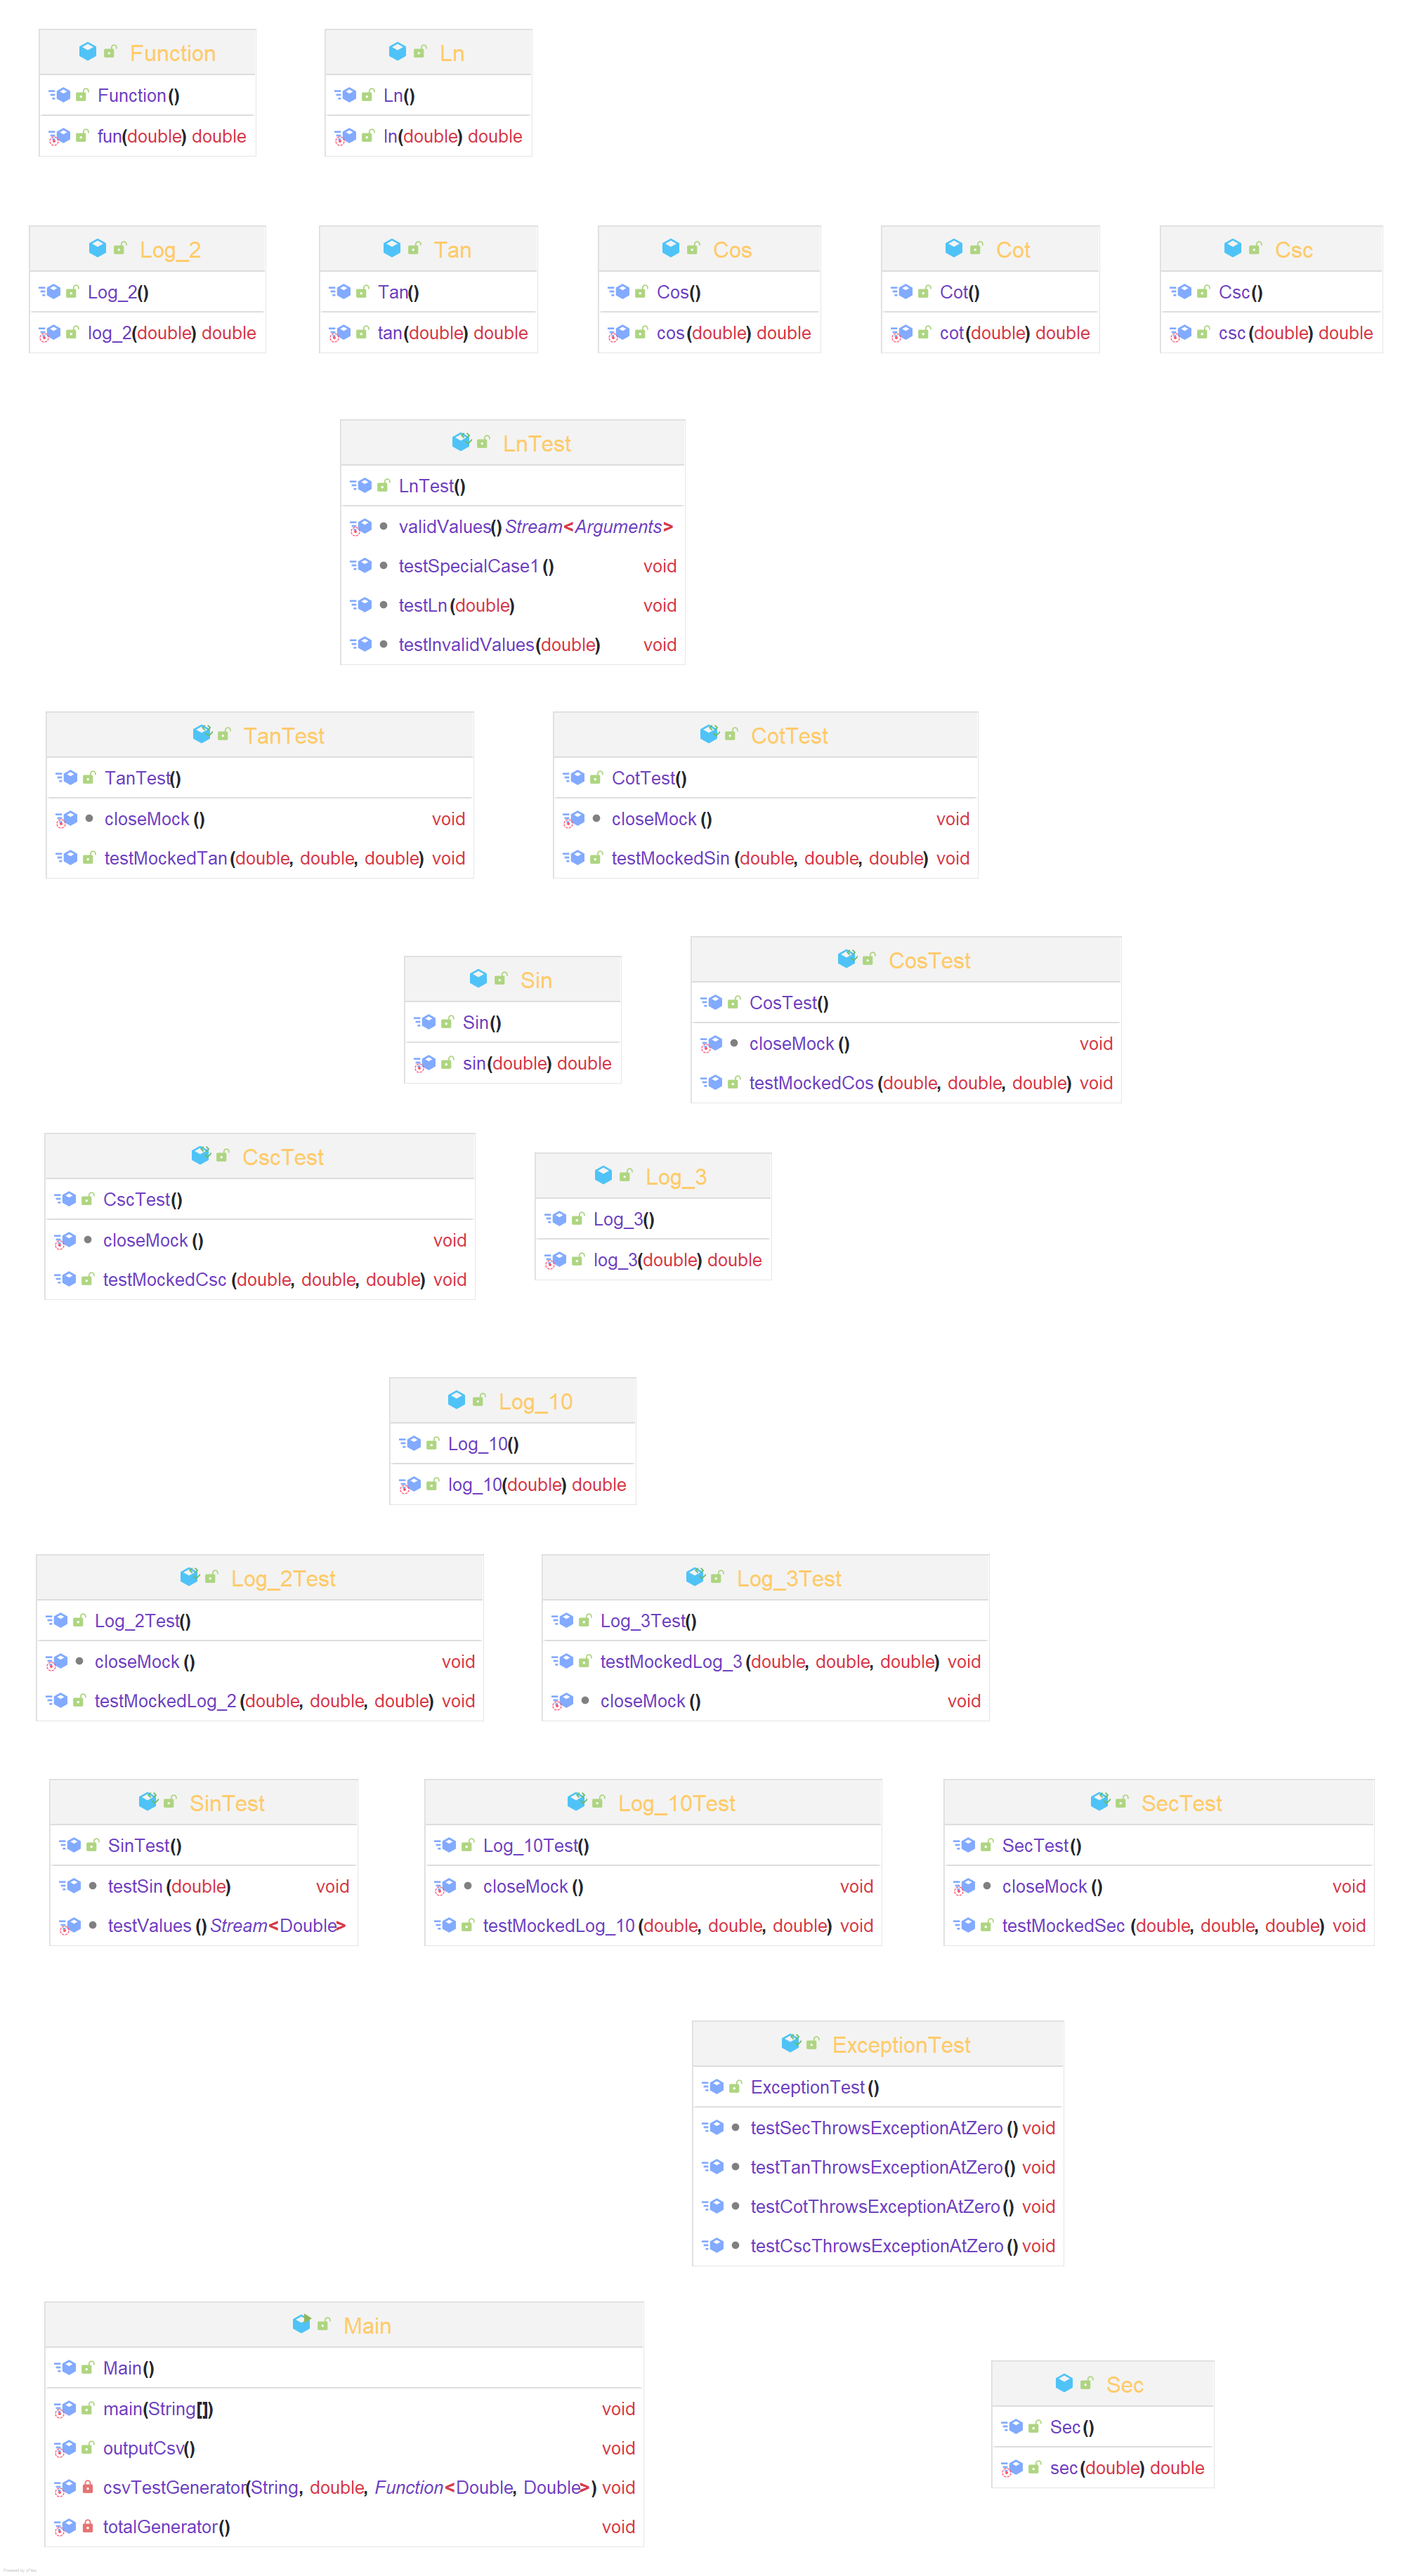 Function
Function()
fun(double) double
Ln
Ln()
ln(double) double
Log_2
Log_2()
log_2(double) double
Tan
Tan()
tan(double) double
Cos
Cos()
cos(double) double
Cot
Cot()
cot(double) double
Csc
Csc()
csc(double) double
LnTest
LnTest()
validValues() Stream<Arguments>
testSpecialCase1() void
testLn(double) void
testInvalidValues(double) void
TanTest
TanTest()
closeMock() void
testMockedTan(double, double, double) void
CotTest
CotTest()
closeMock() void
testMockedSin(double, double, double) void
Sin
Sin()
sin(double) double
CosTest
CosTest()
closeMock() void
testMockedCos(double, double, double) void
CscTest
CscTest()
closeMock() void
testMockedCsc(double, double, double) void
Log_3
Log_3()
log_3(double) double
Log_10
Log_10()
log_10(double) double
Log_2Test
Log_2Test()
closeMock() void
testMockedLog_2(double, double, double) void
Log_3Test
Log_3Test()
testMockedLog_3(double, double, double) void
closeMock() void
SinTest
SinTest()
testSin(double) void
testValues() Stream<Double>
Log_10Test
Log_10Test()
closeMock() void
testMockedLog_10(double, double, double) void
SecTest
SecTest()
closeMock() void
testMockedSec(double, double, double) void
ExceptionTest
ExceptionTest()
testSecThrowsExceptionAtZero() void
testTanThrowsExceptionAtZero() void
testCotThrowsExceptionAtZero() void
testCscThrowsExceptionAtZero() void
Main
Main()
main(String[]) void
outputCsv() void
csvTestGenerator(String, double, Function<Double, Double>) void
totalGenerator() void
Sec
Sec()
sec(double) double
Powered by yFiles